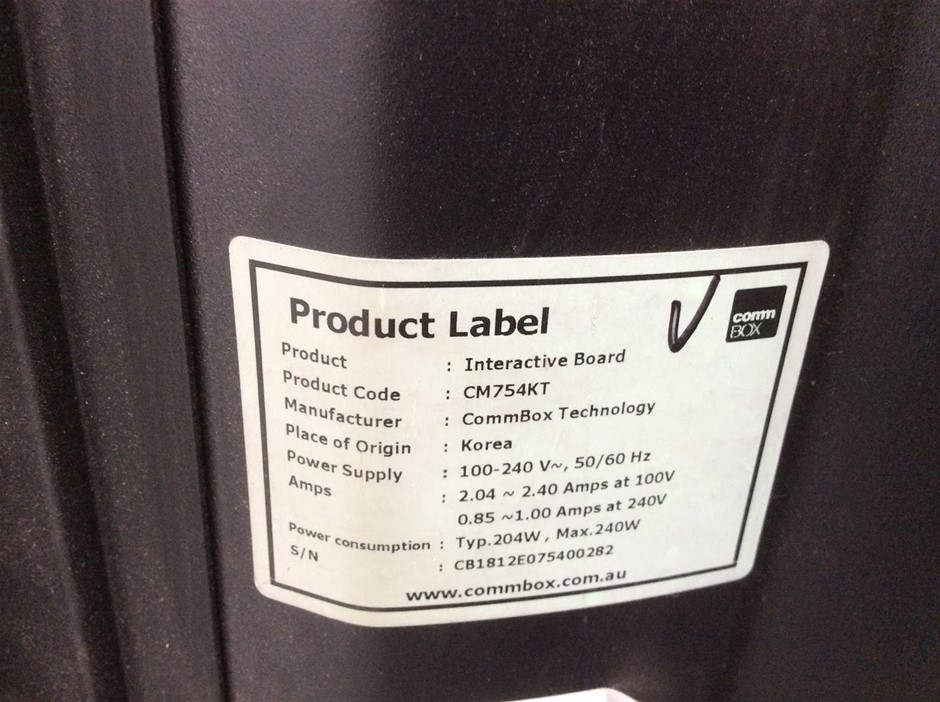 Product Label
comm
BOX
Product : Interactive Board
Product Code : CM754KT
Manufacturer : CommBox Technology
Place of Origin : Korea
Power Supply : 100-240 V~, 50/60 Hz
Amps : 2.04 ~ 2.40 Amps at 100V
0.85 ~1.00 Amps at 240V
Power consumption : Typ.204W , Max.240W
S/N : CB1812E075400282
www.commbox.com.au